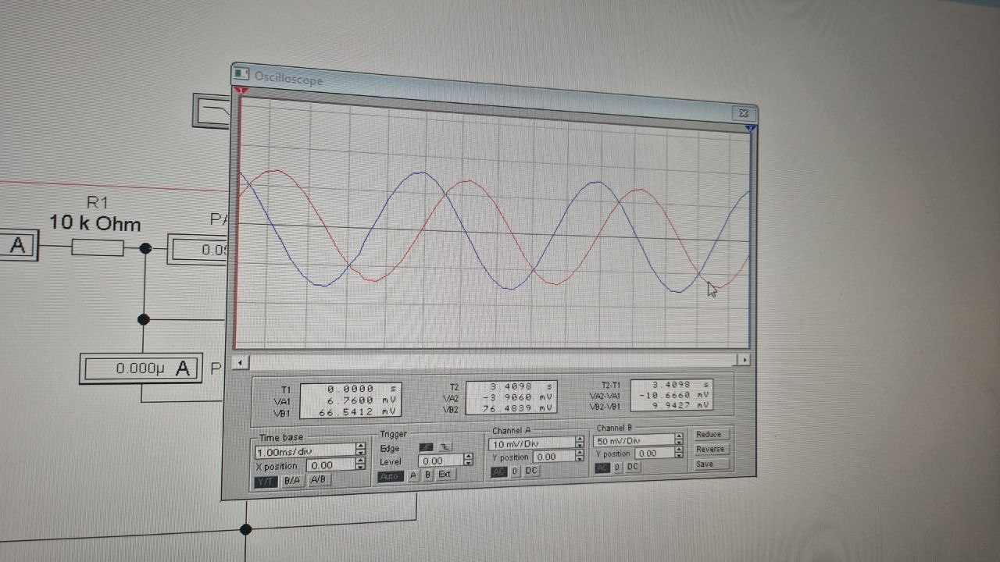 Oscilloscope
1
R1
10 k Ohm
A
0.000µ A
T1 0.0000 s
VA1 6.7600 mV
VB1 66.5412 mV
T2 3.4098 s
VA2 -3.9060 mV
VB2 76.4839 mV
T2-T1 3.4098 s
VA2-VA1 -10.6660 mV
VB2-VB1 9.9427 mV
Time base
1.00ms/div
X position 0.00
Y/T B/A A/B
Trigger
Edge
Level 0.00
Auto A B Ext
Channel A
10 mV/Div
Y position 0.00
AC 0 DC
Channel B
50 mV/Div
Y position 0.00
AC 0 DC
Reduce
Reverse
Save